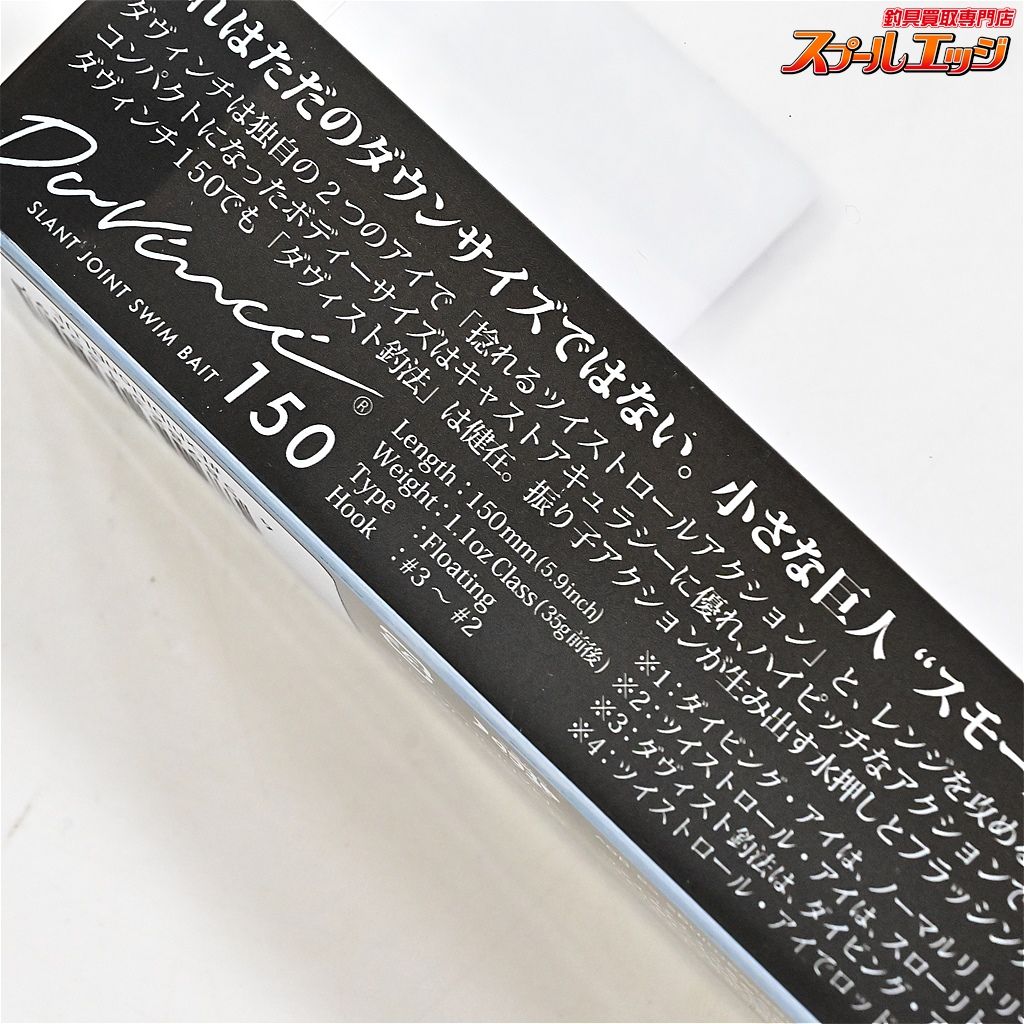 釣具買取専門店
スプールエッジ
れはただのダウンサイズではない。小さな巨人“スモー
ダヴィンチは独自の2つのアイで「捻れるツイストロールアクション」と、レンジを攻め
コンパクトになったボディーサイズはキャストアキュラシーに優れ、ハイピッチなアクションで
ダヴィンチ150でも「ダヴィスト釣法」は健在。振り子アクションが生み出す水押しとフラッシング
DaVinci®
150
SLANT JOINT SWIM BAIT
Length : 150mm(5.9inch)
Weight : 1.1oz Class(35g前後)
Type : Floating
Hook : #3～#2
※1:ダイビング・アイは、ノーマルリトリ
※2:ツイストロール・アイは、スローリト
※3:ダヴィスト釣法は、ダイビング・ア
※4:ツイストロール・アイでロッド